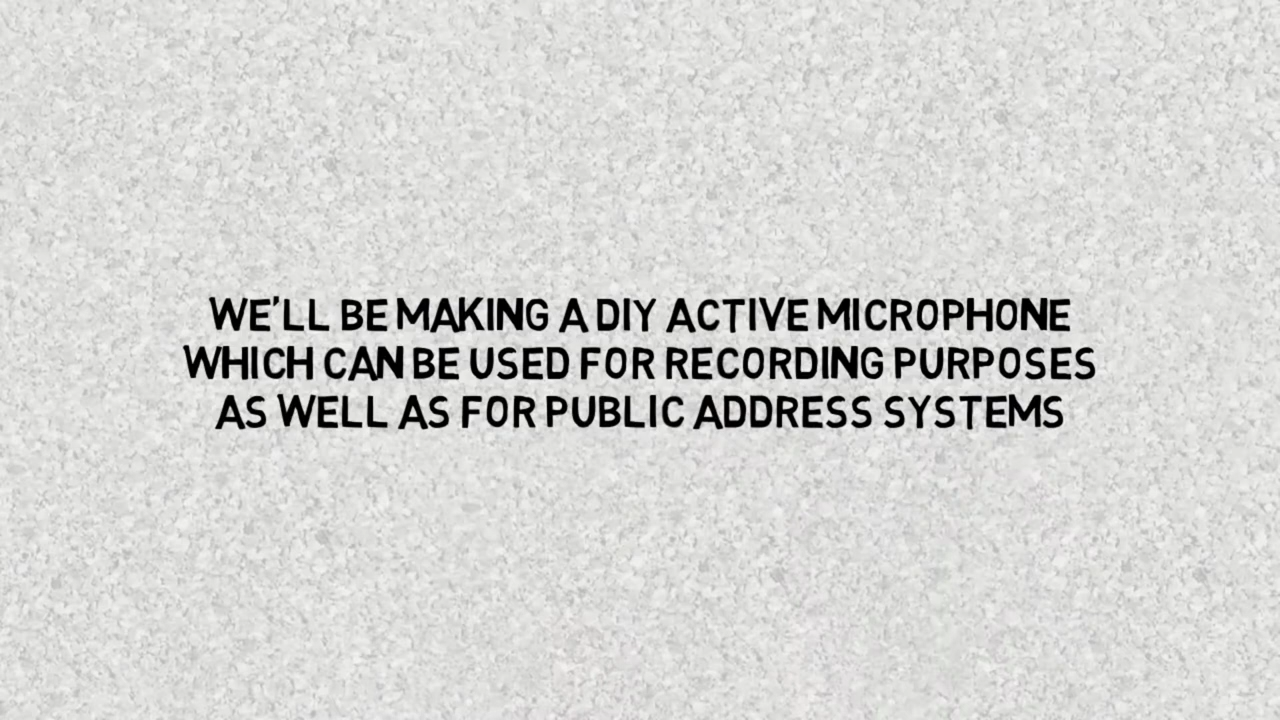 WE'LL BE MAKING A DIY ACTIVE MICROPHONE
WHICH CAN BE USED FOR RECORDING PURPOSES
AS WELL AS FOR PUBLIC ADDRESS SYSTEMS